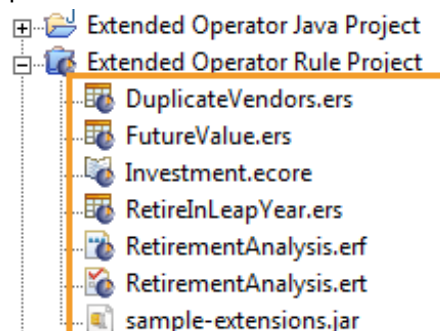 Extended Operator Java Project
Extended Operator Rule Project
DuplicateVendors.ers
FutureValue.ers
Investment.ecore
RetireInLeapYear.ers
RetirementAnalysis.erf
RetirementAnalysis.ert
sample-extensions.jar